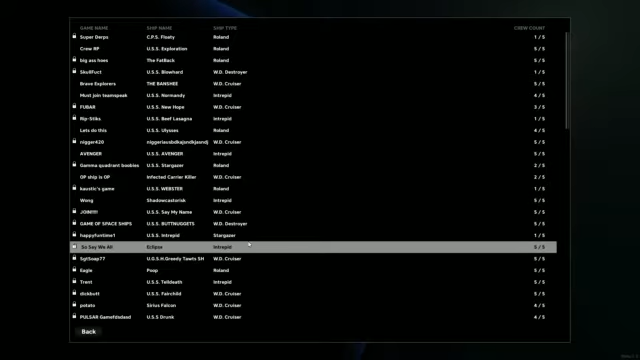 GAME NAME SHIP NAME SHIP TYPE CREW COUNT
Super Derps C.P.S. Floaty Roland 1 / 5
Crew RP U.S.S. Exploration Roland 5 / 5
big ass hoes The FatBack Roland 5 / 5
SkullFuct U.S.S. Blowhard W.D. Destroyer 1 / 5
Brave Explorers THE BANSHEE W.D. Cruiser 5 / 5
Must join teamspeak U.S.S. Normandy Intrepid 4 / 5
FUBAR U.S.S. New Hope W.D. Cruiser 3 / 5
Rip-Stiks U.S.S. Beef Lasagna Intrepid 1 / 5
Lets do this U.S.S. Ulysses Roland 4 / 5
nigger420 W.D. Cruiser 5 / 5
AVENGER U.S.S. AVENGER Intrepid 5 / 5
Gamma quadrant boobies U.S.S. Stargazer Roland 2 / 5
OP ship is OP Infected Carrier Killer W.D. Cruiser 2 / 5
kaustic's game U.S.S. WEBSTER Roland 1 / 5
Wong Shadowcastorisk Intrepid 5 / 5
JOIN!!!! U.S.S. Say My Name W.D. Cruiser 5 / 5
GAME OF SPACE SHIPS U.S.S. BUTTNUGGETS W.D. Destroyer 5 / 5
happyfuntime1 U.S.S. Intrepid Stargazer 1 / 5
So Say We All Eclipse Intrepid 5 / 5
SgtSoap77 U.G.S.H.Greedy Tawts SH W.D. Cruiser 5 / 5
Eagle Poop Roland 5 / 5
Trent U.S.S. Telldeath Intrepid 5 / 5
dickbutt U.S.S. Fairchild W.D. Cruiser 5 / 5
potato Sirius Falcon W.D. Cruiser 4 / 5
PULSAR U.S.S Drunk W.D. Cruiser 4 / 5
Back